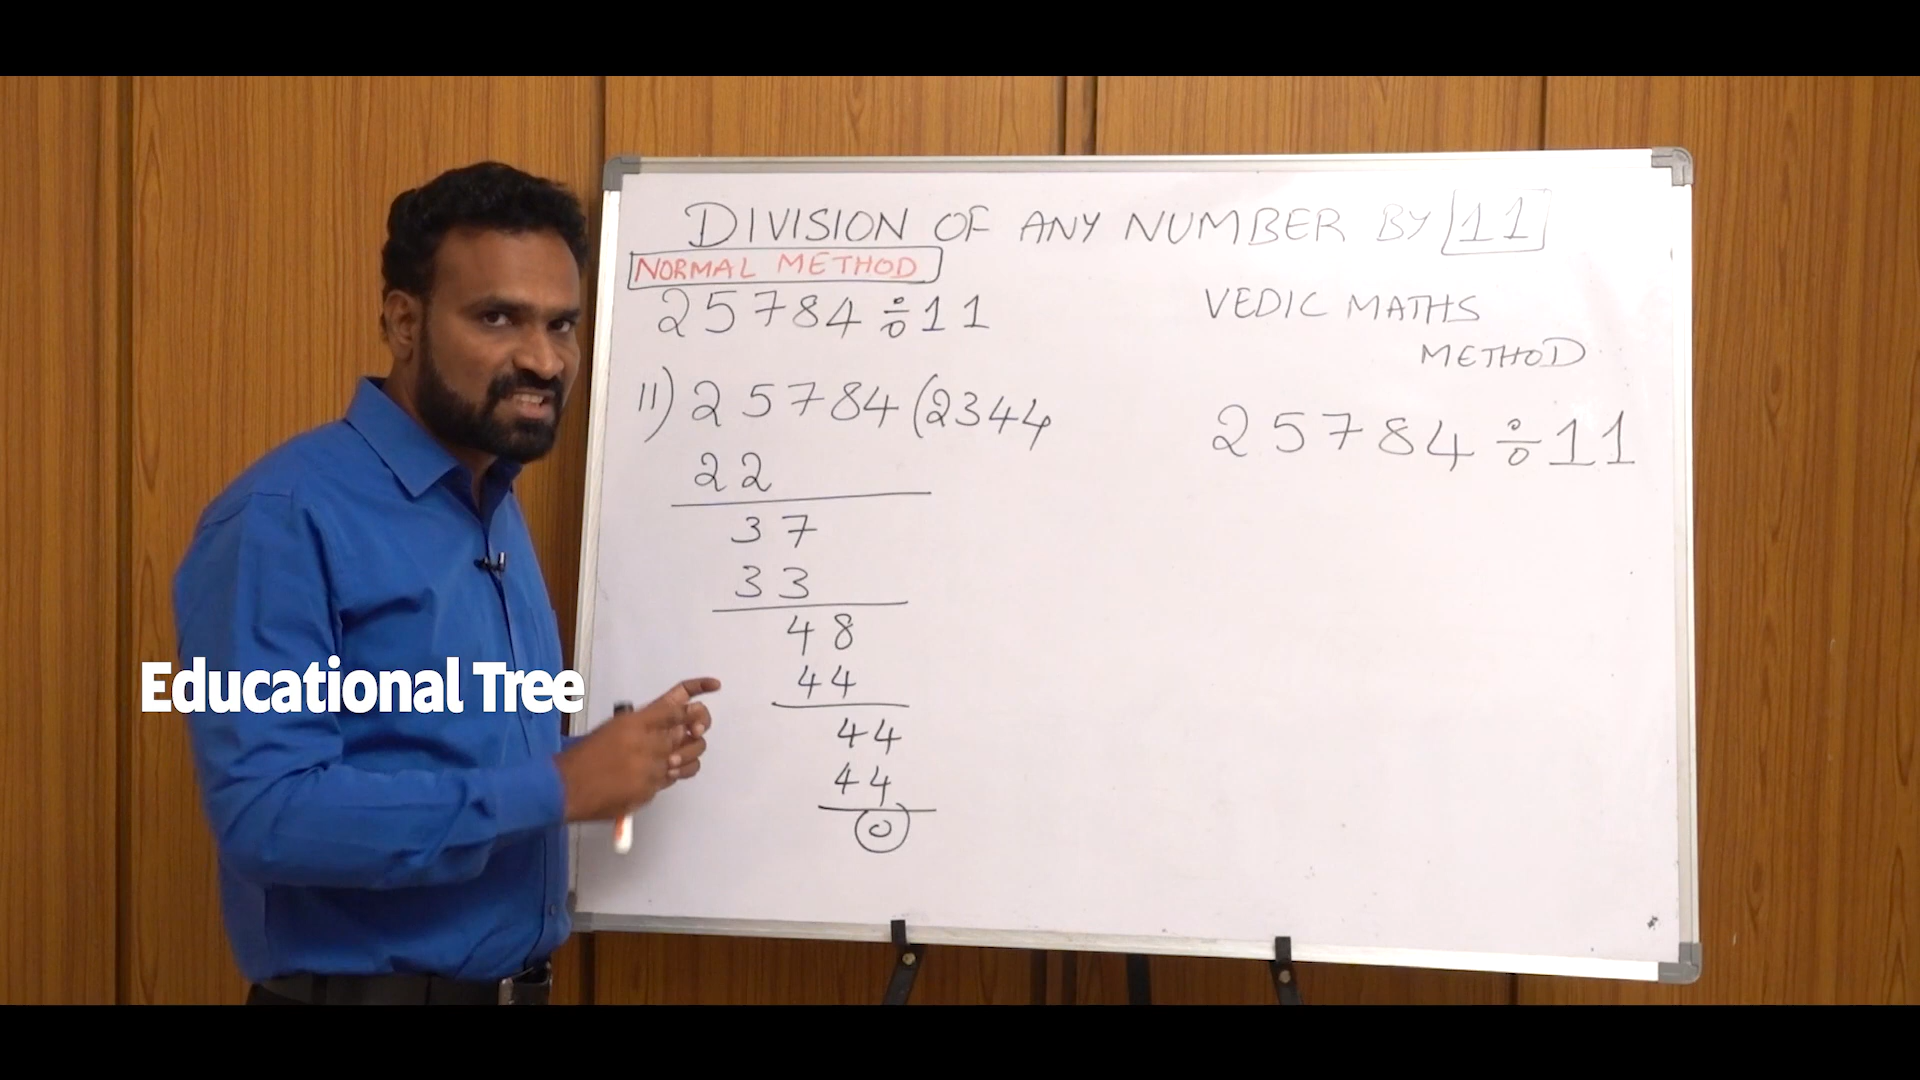 DIVISION OF ANY NUMBER BY 11
NORMAL METHOD
25784 ÷ 11
11) 25784 (2344
22
37
33
48
44
44
44
0
VEDIC MATHS
METHOD
25784 ÷ 11
Educational Tree